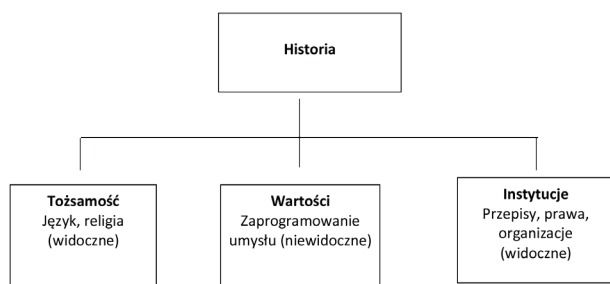 Historia
Tożsamość
Język, religia
(widoczne)
Wartości
Zaprogramowanie
umysłu (niewidoczne)
Instytucje
Przepisy, prawa,
organizacje
(widoczne)